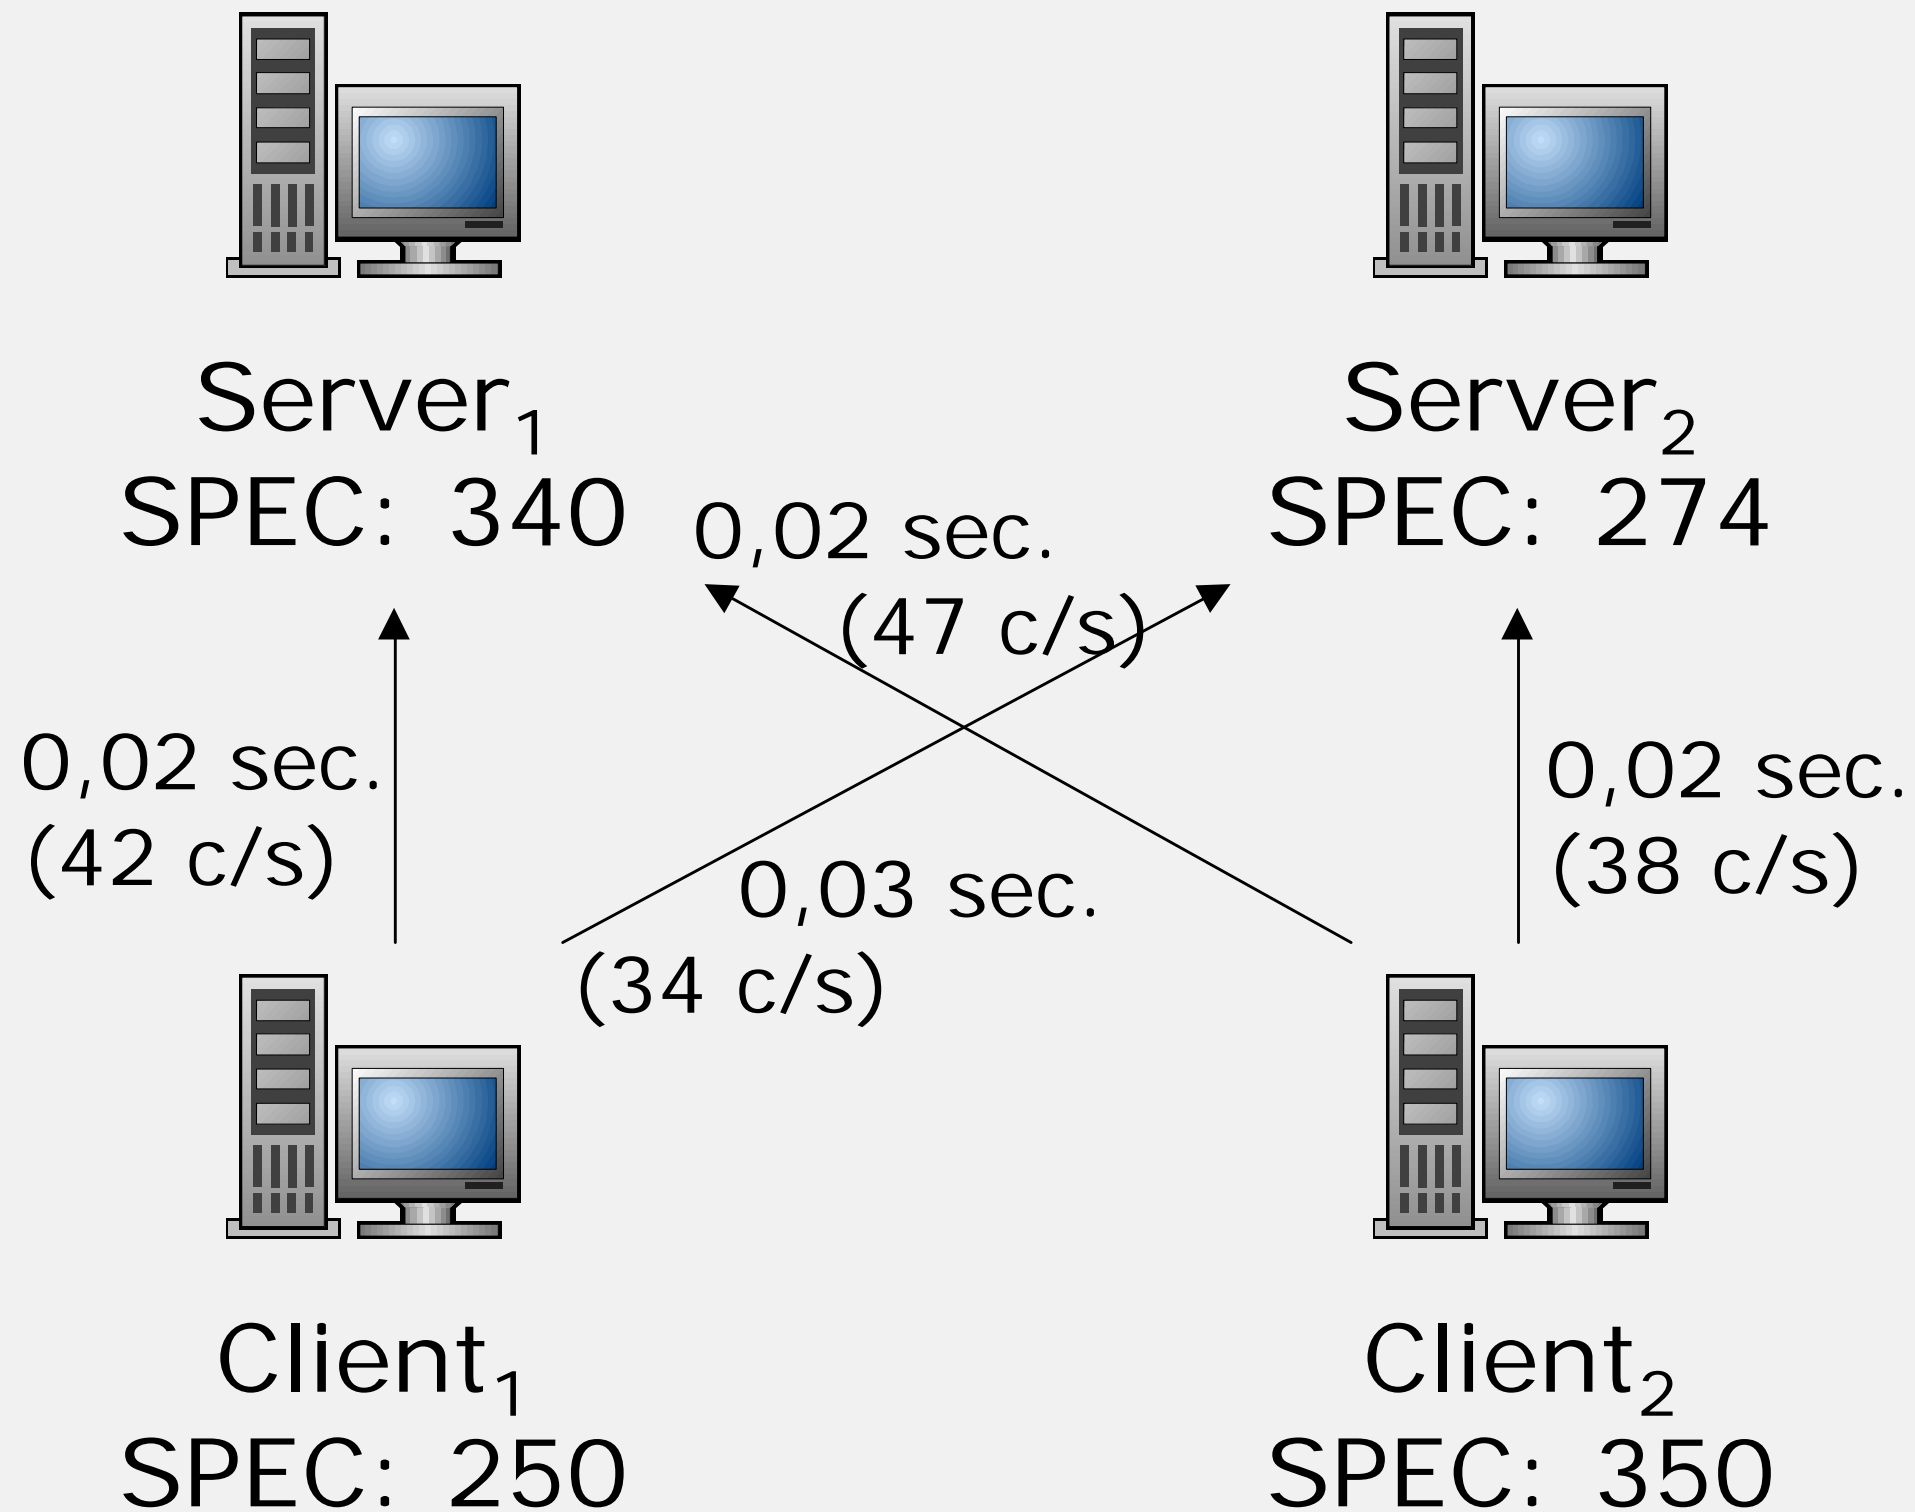 Server1
SPEC: 340
Server2
SPEC: 274
0,02 sec.
(47 c/s)
0,02 sec.
(42 c/s)
0,02 sec.
(38 c/s)
0,03 sec.
(34 c/s)
Client1
SPEC: 250
Client2
SPEC: 350